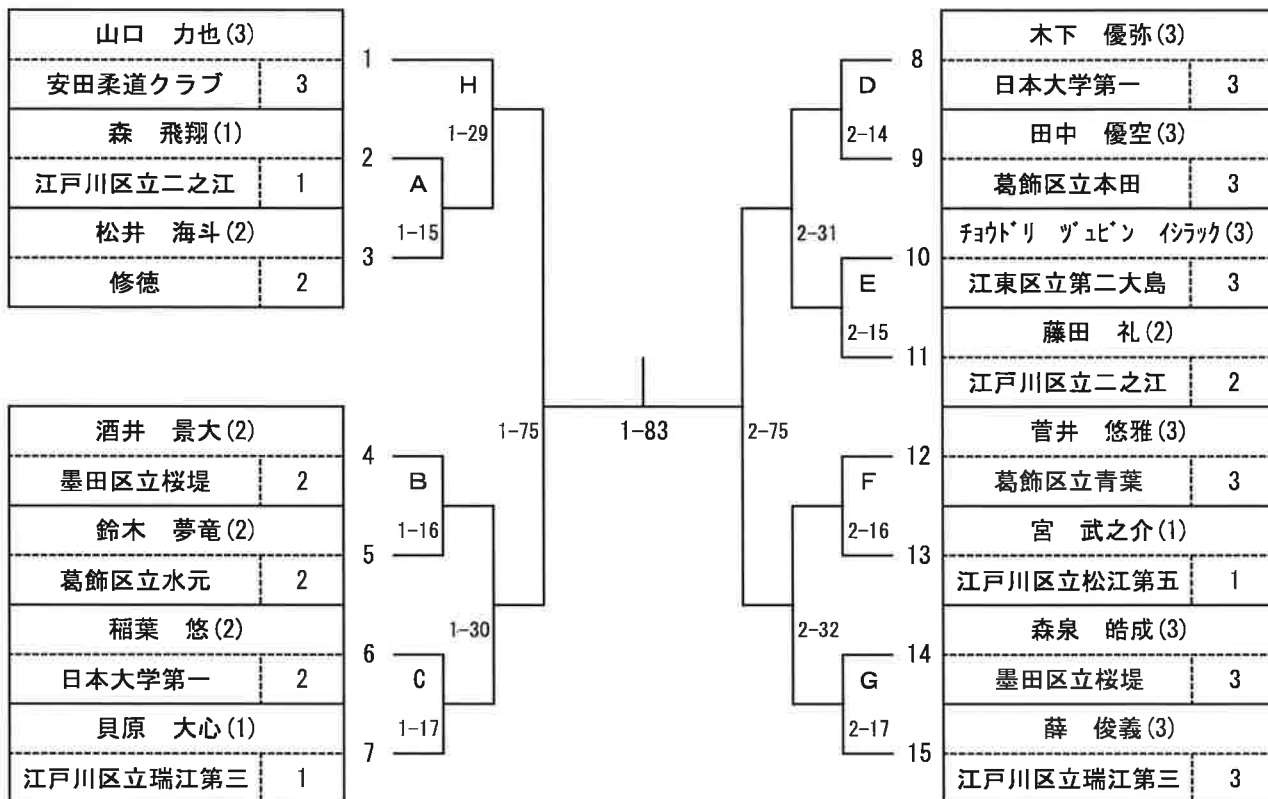 山口 力也(3)
1
安田柔道クラブ 3
H
森 飛翔(1)
1-29
2
江戸川区立二之江 1
A
松井 海斗(2)
1-15
3
修徳 2
酒井 景大(2)
4
墨田区立桜堤 2
B
鈴木 夢竜(2)
1-16
5
葛飾区立水元 2
稲葉 悠(2)
1-30
6
日本大学第一 2
C
貝原 大心(1)
1-17
7
江戸川区立瑞江第三 1
1-75
1-83
2-75
木下 優弥(3)
8
日本大学第一 3
D
田中 優空(3)
2-14
9
葛飾区立本田 3
2-31
チョウドリ ヅュビン イシラック(3)
10
江東区立第二大島 3
E
藤田 礼(2)
2-15
11
江戸川区立二之江 2
菅井 悠雅(3)
12
葛飾区立青葉 3
F
宮 武之介(1)
2-16
13
江戸川区立松江第五 1
森泉 皓成(3)
2-32
14
墨田区立桜堤 3
G
薛 俊義(3)
2-17
15
江戸川区立瑞江第三 3